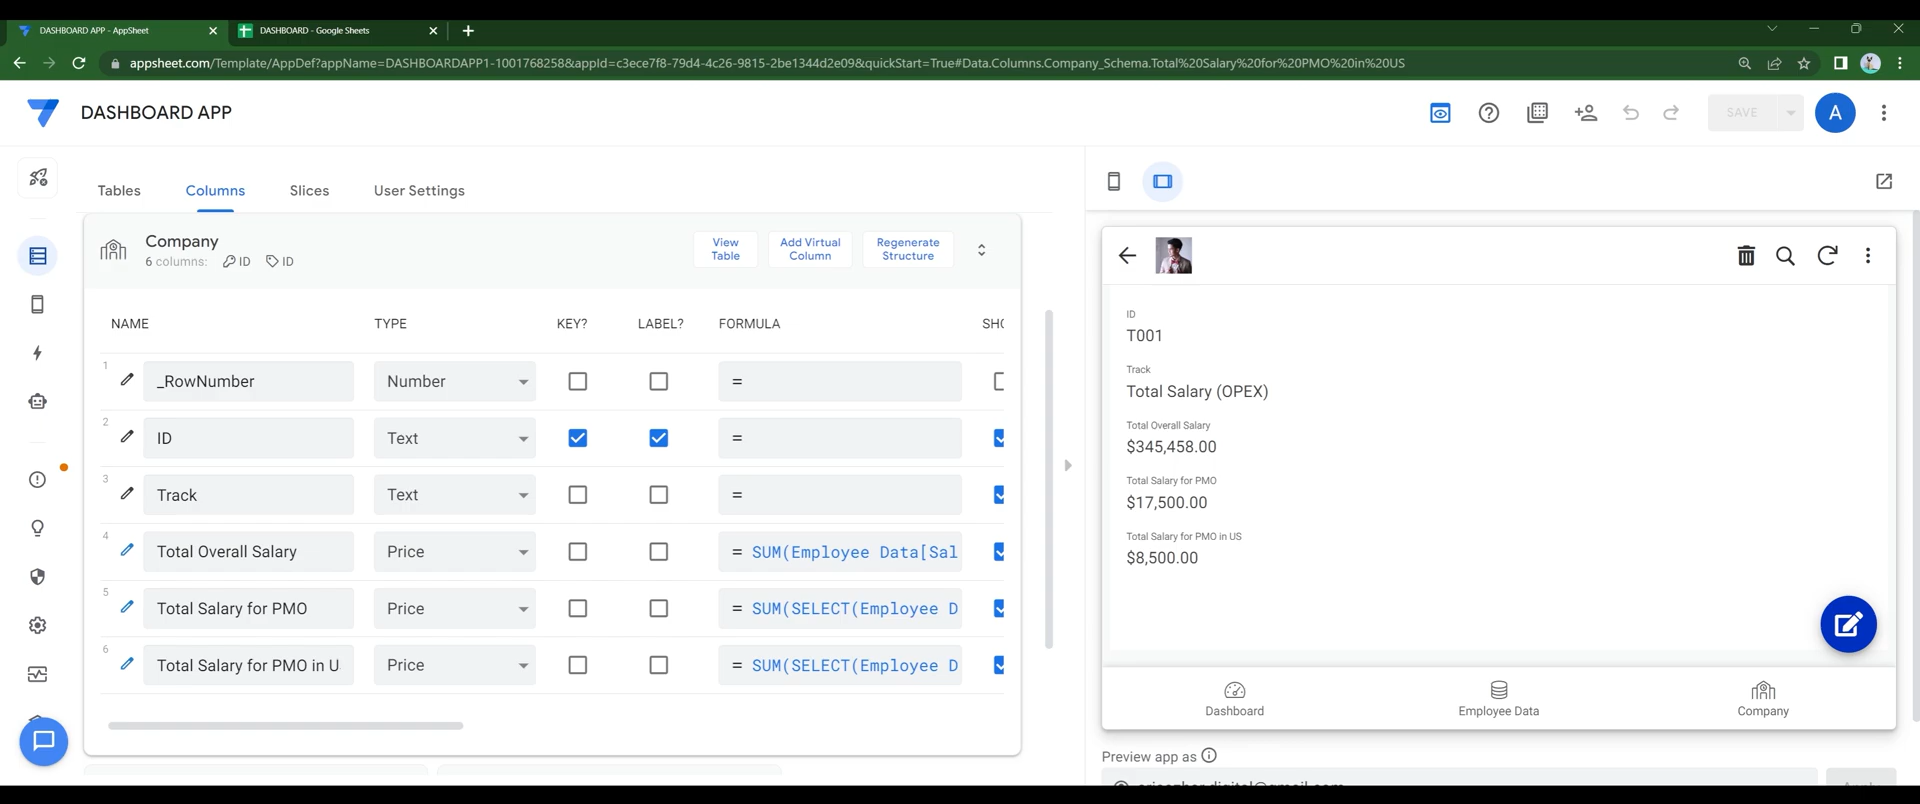 DASHBOARD APP - AppSheet
DASHBOARD - Google Sheets
appsheet.com/Template/AppDef?appName=DASHBOARDAPP1-1001768258&appId=c3ece7f8-79d4-4c26-9815-2be1344d2e09&quickStart=True#Data.Columns.Company_Schema.Total%20Salary%20for%20PMO%20in%20US
DASHBOARD APP
SAVE
A
Tables
Columns
Slices
User Settings
Company
6 columns: ID ID
View
Table
Add Virtual
Column
Regenerate
Structure
NAME TYPE KEY? LABEL? FORMULA
1 _RowNumber Number =
2 ID Text =
3 Track Text =
4 Total Overall Salary Price = SUM(Employee Data[Sal
5 Total Salary for PMO Price = SUM(SELECT(Employee D
6 Total Salary for PMO in U Price = SUM(SELECT(Employee D
ID
T001
Track
Total Salary (OPEX)
Total Overall Salary
$345,458.00
Total Salary for PMO
$17,500.00
Total Salary for PMO in US
$8,500.00
Dashboard
Employee Data
Company
Preview app as